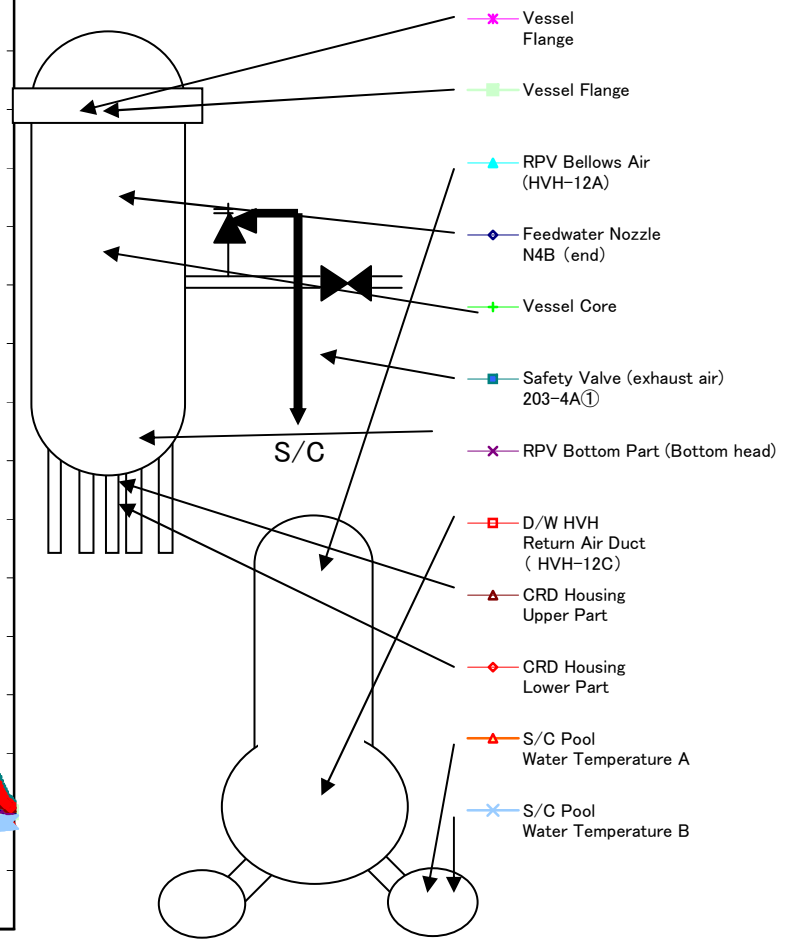 Vessel
Flange
Vessel Flange
RPV Bellows Air
(HVH-12A)
Feedwater Nozzle
N4B (end)
Vessel Core
Safety Valve (exhaust air)
203-4A①
S/C
RPV Bottom Part (Bottom head)
D/W HVH
Return Air Duct
( HVH-12C)
CRD Housing
Upper Part
CRD Housing
Lower Part
S/C Pool
Water Temperature A
S/C Pool
Water Temperature B